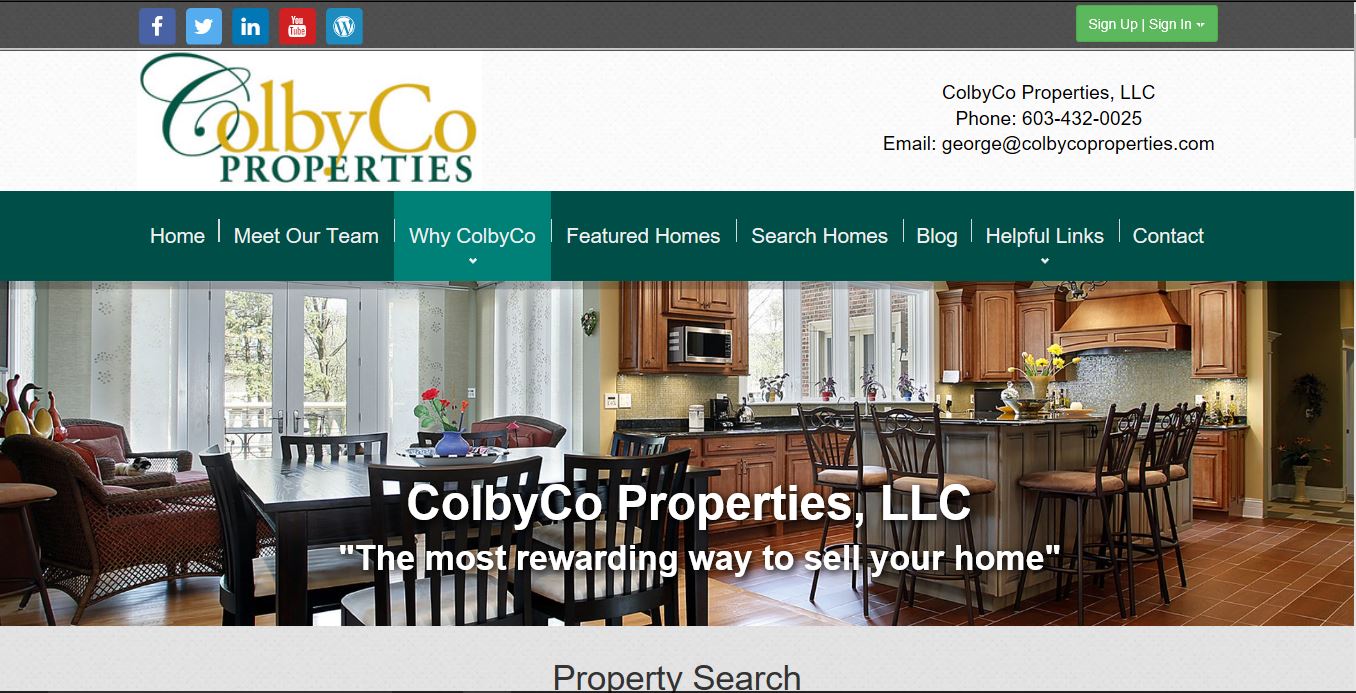 f
in
You
Tube
W
Sign Up | Sign In
ColbyCo
PROPERTIES
ColbyCo Properties, LLC
Phone: 603-432-0025
Email: george@colbycoproperties.com
Home
Meet Our Team
Why ColbyCo
Featured Homes
Search Homes
Blog
Helpful Links
Contact
ColbyCo Properties, LLC
"The most rewarding way to sell your home"
Property Search